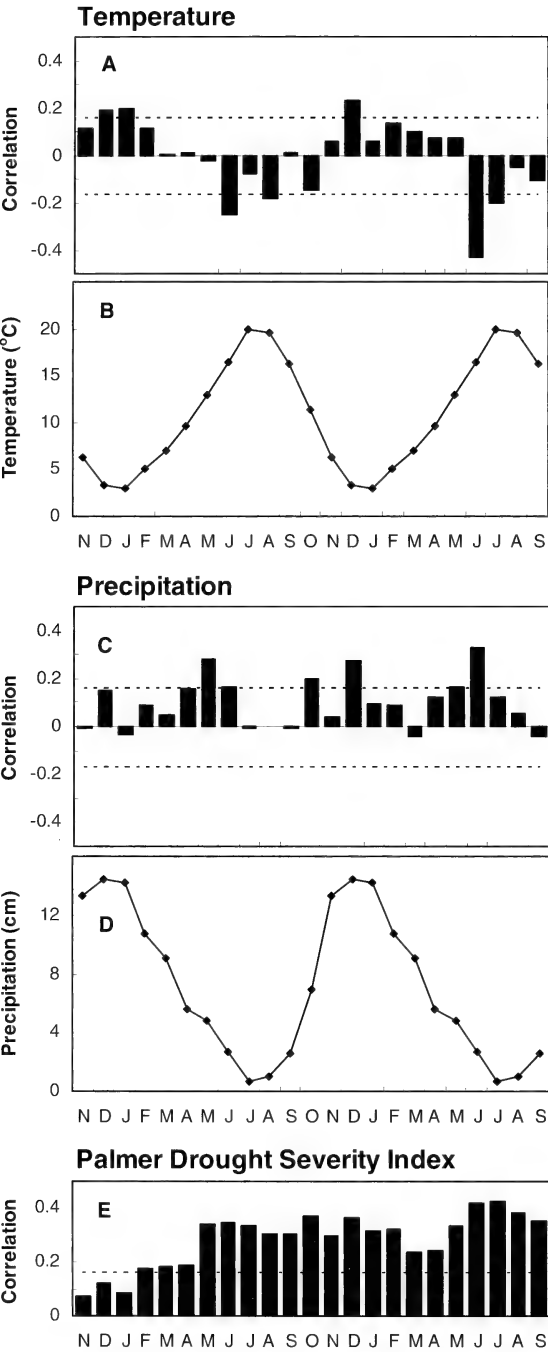 Temperature
A
Correlation
0.4
0.2
0
-0.2
-0.4
B
Temperature (°C)
20
15
10
5
0
N D J F M A M J J A S O N D J F M A M J J A S
Precipitation
C
Correlation
0.4
0.2
0
-0.2
-0.4
D
Precipitation (cm)
12
8
4
0
N D J F M A M J J A S O N D J F M A M J J A S
Palmer Drought Severity Index
E
Correlation
0.4
0.2
0
N D J F M A M J J A S O N D J F M A M J J A S